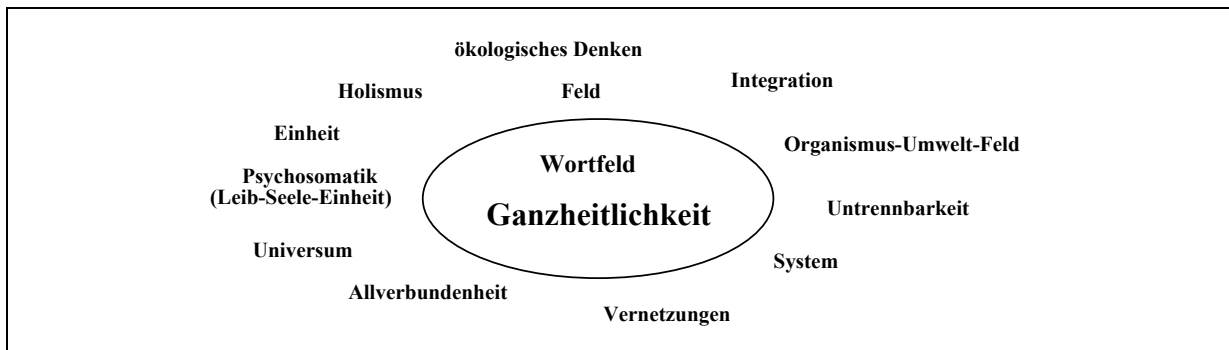 ökologisches Denken
Integration
Holismus
Feld
Einheit
Organismus-Umwelt-Feld
Wortfeld
Psychosomatik
(Leib-Seele-Einheit)
Ganzheitlichkeit
Untrennbarkeit
Universum
System
Allverbundenheit
Vernetzungen